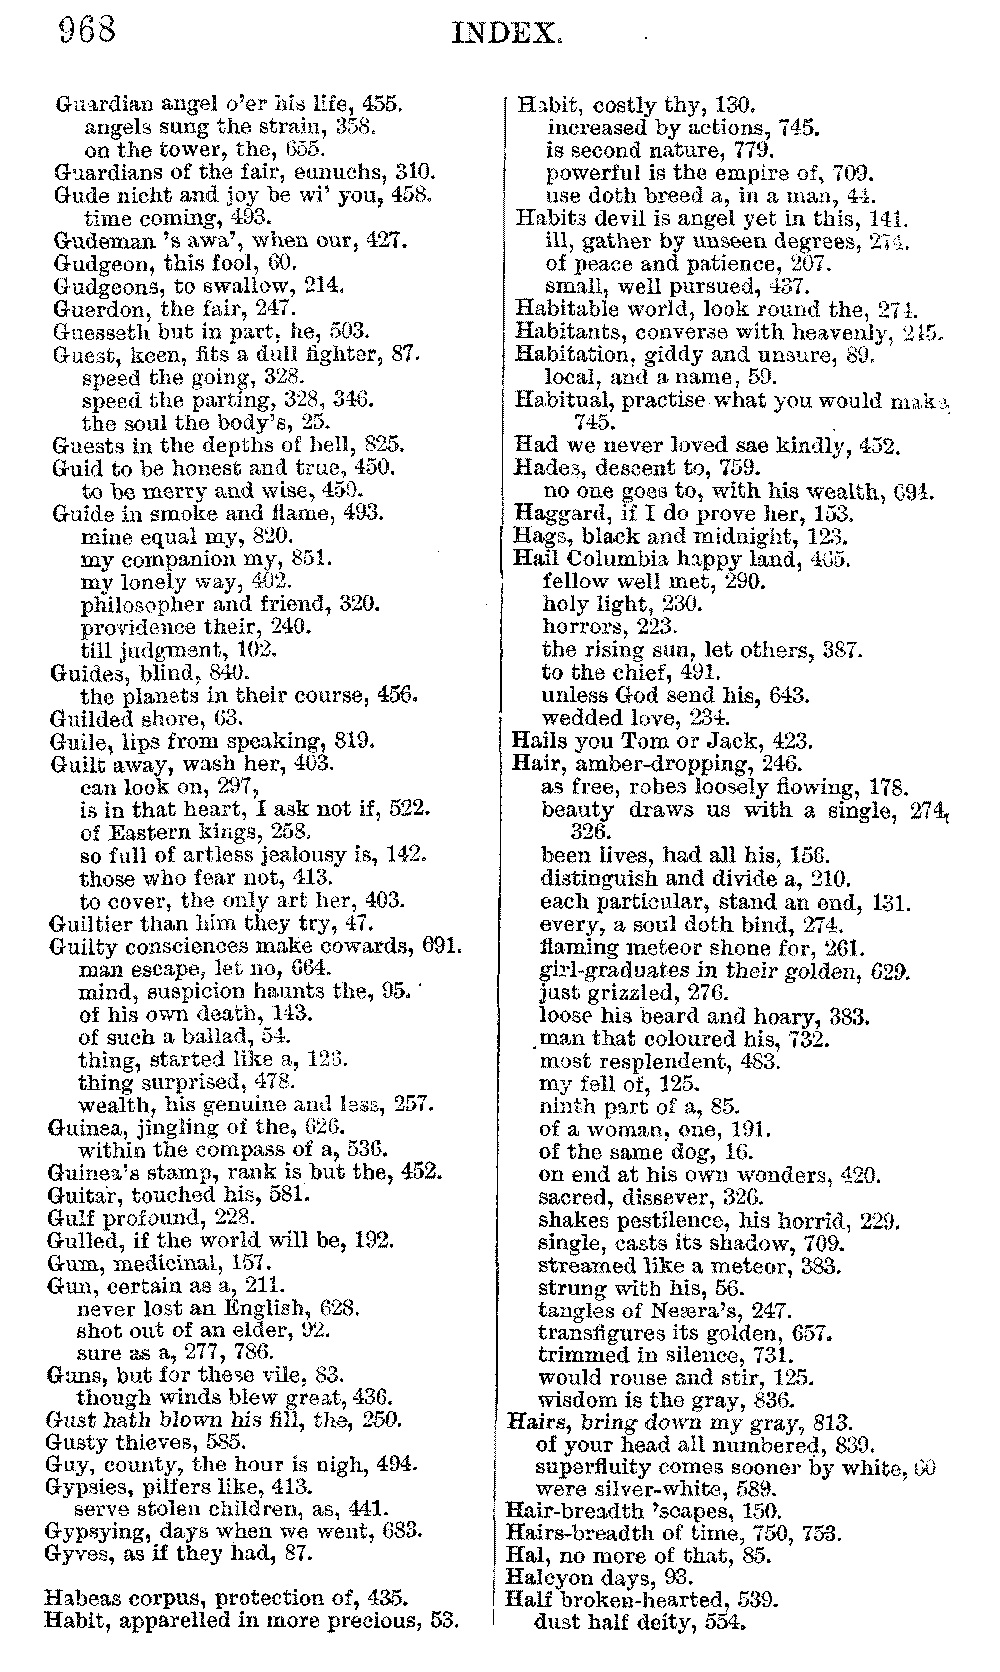 968
INDEX.
Guardian angel o'er his life, 455.
angels sung the strain, 358.
on the tower, the, 655.
Guardians of the fair, eunuchs, 310.
Gude nicht and joy be wi' you, 458.
time coming, 493.
Gudeman 's awa', when our, 427.
Gudgeon, this fool, 60.
Gudgeons, to swallow, 214.
Guerdon, the fair, 247.
Guesseth but in part, he, 503.
Guest, keen, fits a dull fighter, 87.
speed the going, 328.
speed the parting, 328, 346.
the soul the body's, 25.
Guests in the depths of hell, 825.
Guid to be honest and true, 450.
to be merry and wise, 450.
Guide in smoke and flame, 493.
mine equal my, 820.
my companion my, 851.
my lonely way, 402.
philosopher and friend, 320.
providence their, 240.
till judgment, 102.
Guides, blind, 840.
the planets in their course, 456.
Guilded shore, 63.
Guile, lips from speaking, 819.
Guilt away, wash her, 403.
can look on, 297,
is in that heart, I ask not if, 522.
of Eastern kings, 258.
so full of artless jealousy is, 142.
those who fear not, 413.
to cover, the only art her, 403.
Guiltier than him they try, 47.
Guilty consciences make cowards, 691.
man escape, let no, 664.
mind, suspicion haunts the, 95.
of his own death, 143.
of such a ballad, 54.
thing, started like a, 126.
thing surprised, 478.
wealth, his genuine and less, 257.
Guinea, jingling of the, 626.
within the compass of a, 536.
Guinea's stamp, rank is but the, 452.
Guitar, touched his, 581.
Gulf profound, 228.
Gulled, if the world will be, 192.
Gum, medicinal, 157.
Gun, certain as a, 211.
never lost an English, 628.
shot out of an elder, 92.
sure as a, 277, 786.
Guns, but for these vile, 83.
though winds blew great, 436.
Gust hath blown his fill, the, 250.
Gusty thieves, 585.
Guy, county, the hour is nigh, 494.
Gypsies, pilfers like, 413.
serve stolen children, as, 441.
Gypsying, days when we went, 683.
Gyves, as if they had, 87.
Habeas corpus, protection of, 435.
Habit, apparelled in more precious, 53.
Habit, costly thy, 130.
increased by actions, 745.
is second nature, 779.
powerful is the empire of, 709.
use doth breed a, in a man, 44.
Habits devil is angel yet in this, 141.
ill, gather by unseen degrees, 274.
of peace and patience, 207.
small, well pursued, 437.
Habitable world, look round the, 274.
Habitants, converse with heavenly, 245.
Habitation, giddy and unsure, 89.
local, and a name, 59.
Habitual, practise what you would make,
745.
Had we never loved sae kindly, 452.
Hades, descent to, 759.
no one goes to, with his wealth, 694.
Haggard, if I do prove her, 153.
Hags, black and midnight, 123.
Hail Columbia happy land, 465.
fellow well met, 290.
holy light, 230.
horrors, 223.
the rising sun, let others, 387.
to the chief, 491.
unless God send his, 643.
wedded love, 234.
Hails you Tom or Jack, 423.
Hair, amber-dropping, 246.
as free, robes loosely flowing, 178.
beauty draws us with a single, 274,
326.
been lives, had all his, 156.
distinguish and divide a, 210.
each particular, stand an end, 131.
every, a soul doth bind, 274.
flaming meteor shone for, 261.
girl-graduates in their golden, 629.
just grizzled, 276.
loose his beard and hoary, 383.
man that coloured his, 732.
most resplendent, 483.
my fell of, 125.
ninth part of a, 85.
of a woman, one, 191.
of the same dog, 16.
on end at his own wonders, 420.
sacred, dissever, 326.
shakes pestilence, his horrid, 229.
single, casts its shadow, 709.
streamed like a meteor, 383.
strung with his, 56.
tangles of Neæra's, 247.
transfigures its golden, 657.
trimmed in silence, 731.
would rouse and stir, 125.
wisdom is the gray, 836.
Hairs, bring down my gray, 813.
of your head all numbered, 839.
superfluity comes sooner by white, 60
were silver-white, 589.
Hair-breadth 'scapes, 150.
Hairs-breadth of time, 750, 753.
Hal, no more of that, 85.
Halcyon days, 93.
Half broken-hearted, 539.
dust half deity, 554.